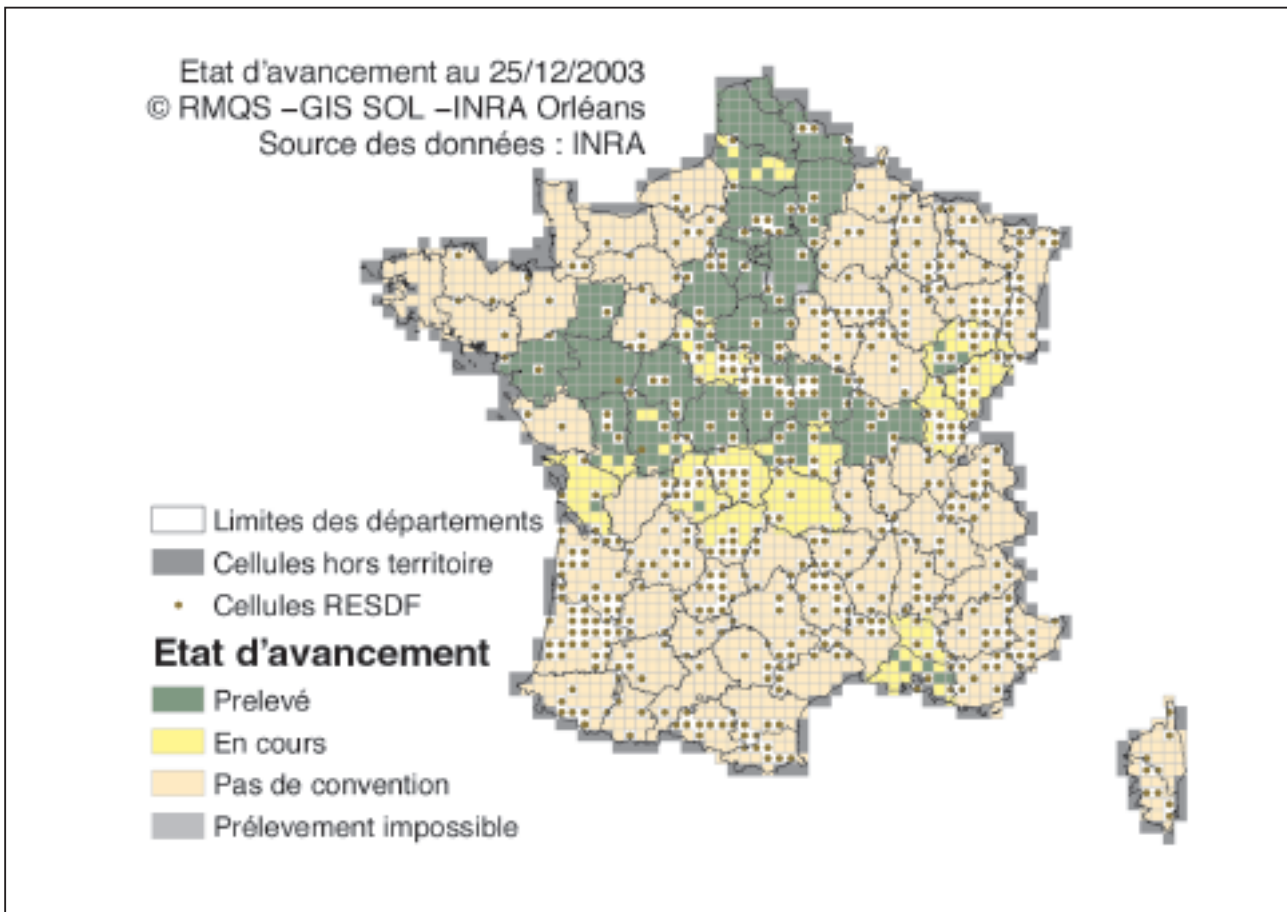 Etat d'avancement au 25/12/2003
© RMQS –GIS SOL –INRA Orléans
Source des données : INRA
Limites des départements
Cellules hors territoire
Cellules RESDF
Etat d'avancement
Prelevé
En cours
Pas de convention
Prélevement impossible